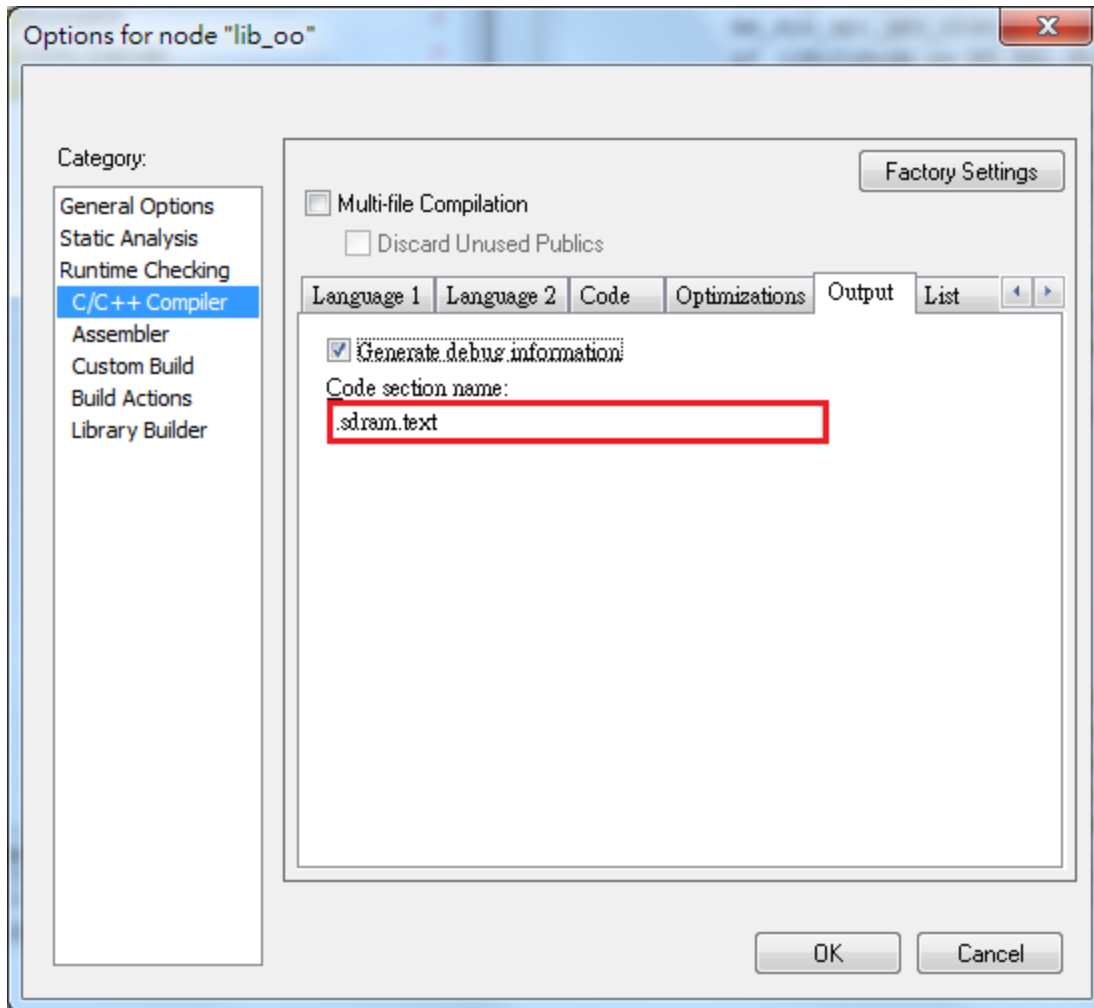 Options for node "lib_oo"
Category:
General Options
Static Analysis
Runtime Checking
C/C++ Compiler
Assembler
Custom Build
Build Actions
Library Builder
Factory Settings
Multi-file Compilation
Discard Unused Publics
Language 1 Language 2 Code Optimizations Output List
Generate debug information
Code section name:
.sdram.text
OK Cancel